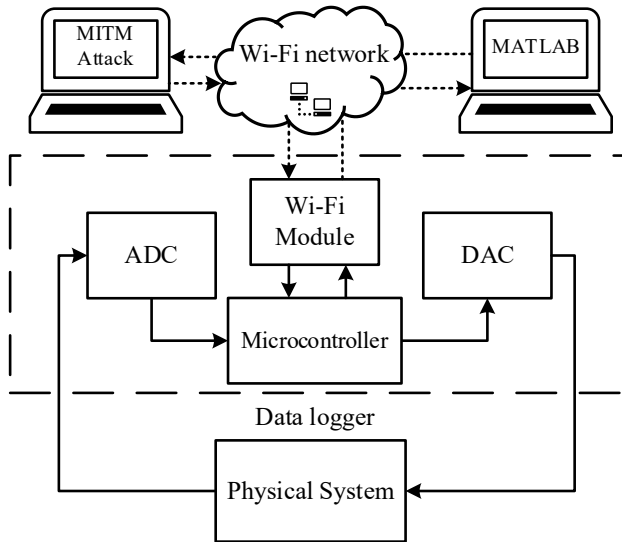 MITM
Attack
Wi-Fi network
MATLAB
Wi-Fi
Module
ADC
DAC
Microcontroller
Data logger
Physical System